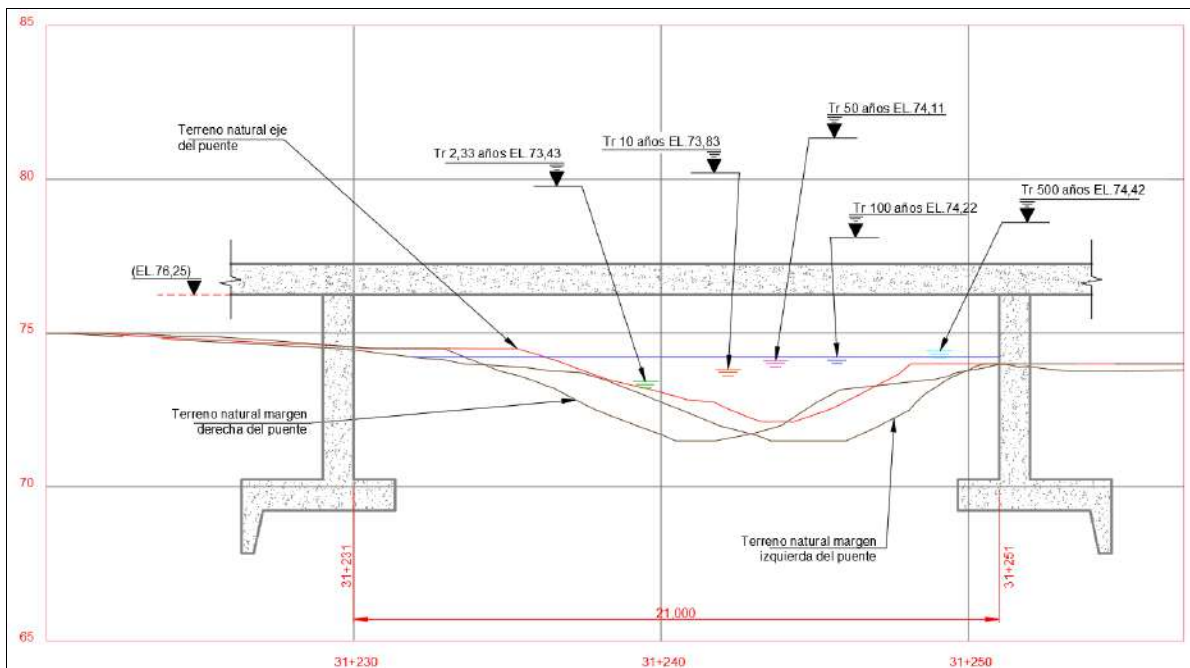 85
Tr 50 años EL.74,11
Terreno natural eje
del puente
Tr 10 años EL.73,83
Tr 2,33 años EL.73,43
80
Tr 500 años EL.74,42
Tr 100 años EL.74,22
(EL.76,25)
75
Terreno natural margen
derecha del puente
70
Terreno natural margen
izquierda del puente
31+231
31+251
21,000
65
31+230
31+240
31+250